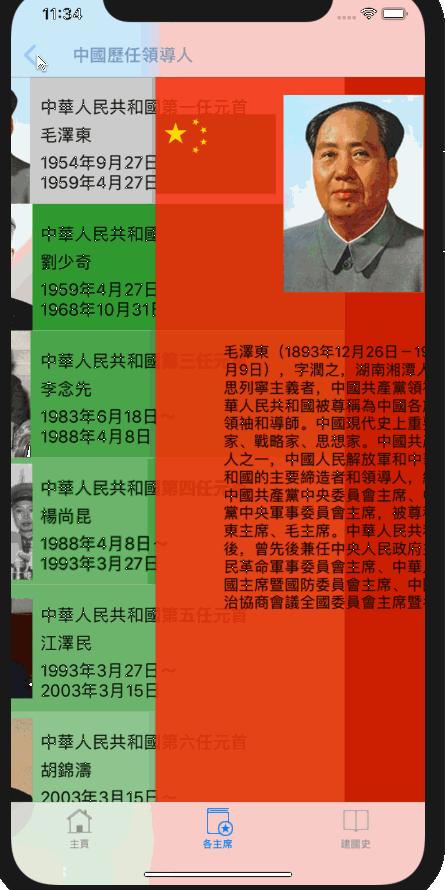 11:34
中國歷任領導人
中華人民共和國第一任元首
毛澤東
1954年9月27日
1959年4月27日
中華人民共和國
劉少奇
1959年4月27日
1968年10月31日
中華人民共和國第三任元
李念先
1983年6月18日～
1988年4月8日
中華人民共和國第四任元
楊尚昆
1988年4月8日～
1993年3月27日
中華人民共和國第五任元首
江澤民
1993年3月27日～
2003年3月15日
中華人民共和國第六任元首
胡錦濤
2003年3月15日～
毛澤東（1893年12月26日－19
月9日），字潤之，湖南湘潭人
思列寧主義者，中國共產黨領
華人民共和國被尊稱為中國各
領袖和導師。中國現代史上重要
家、戰略家、思想家。中國共
人之一，中國人民解放軍和中
和國的主要締造者和領導人，
中國共產黨中央委員會主席、
黨中央軍事委員會主席，被尊
東主席、毛主席。中華人民共
後，曾先後兼任中央人民政府
民革命軍事委員會主席、中華
國主席暨國防委員會主席、中
治協商會議全國委員會主席暨
主頁
各主席
建國史